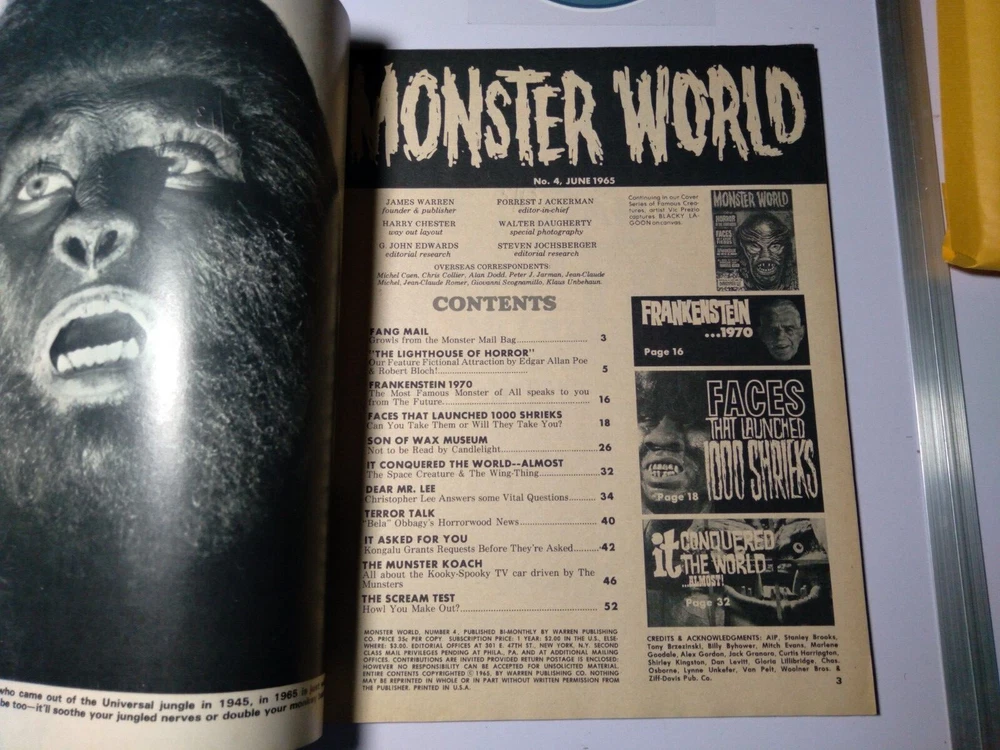 MONSTER WORLD
No. 4, JUNE 1965
JAMES WARREN
founder & publisher
FORREST J ACKERMAN
editor-in-chief
HARRY CHESTER
way out layout
WALTER DAUGHERTY
special photography
G. JOHN EDWARDS
editorial research
STEVEN JOCHSBERGER
editorial research
OVERSEAS CORRESPONDENTS
Michel Caen, Chris Collier, Alan Dodd, Peter J. Jarman, Jean-Claude
Michel, Jean-Claude Romer, Giovanni Scognamillo, Klaus Unbehaun
Continuing in our Cover
Series of Famous Crea-
tures, artist Vic Prezio
captures BLACKY LA-
GOON on canvas.
MONSTER WORLD
CONTENTS
FANG MAIL
Growls from the Monster Mail Bag 3
"THE LIGHTHOUSE OF HORROR"
Our Feature Fictional Attraction by Edgar Allan Poe
& Robert Bloch! 5
FRANKENSTEIN 1970
The Most Famous Monster of All speaks to you
from The Future 16
FACES THAT LAUNCHED 1000 SHRIEKS
Can You Take Them or Will They Take You? 18
SON OF WAX MUSEUM
Not to be Read by Candlelight 26
IT CONQUERED THE WORLD--ALMOST
The Space Creature & The Wing-Thing 32
DEAR MR. LEE
Christopher Lee Answers some Vital Questions 34
TERROR TALK
"Bela" Obbagy's Horrorwood News 40
IT ASKED FOR YOU
Kongalu Grants Requests Before They're Asked 42
THE MUNSTER KOACH
All about the Kooky-Spooky TV car driven by The
Munsters 46
THE SCREAM TEST
Howl You Make Out? 52
FRANKENSTEIN
...1970
Page 16
FACES
THAT LAUNCHED
1000 SHRIEKS
Page 18
it CONQUERED
THE WORLD
...ALMOST!
Page 32
MONSTER WORLD, NUMBER 4, PUBLISHED BI-MONTHLY BY WARREN PUBLISHING
CO. PRICE 35c PER COPY. SUBSCRIPTION PRICE: 1 YEAR: $2.00 IN THE U.S. ELSE-
WHERE: $3.00. EDITORIAL OFFICES AT 301 E. 47TH ST., NEW YORK, N.Y. SECOND
CLASS MAIL PRIVILEGES PENDING AT PHILA., PA. AND AT ADDITIONAL MAILING
OFFICES. CONTRIBUTIONS ARE INVITED PROVIDED RETURN POSTAGE IS ENCLOSED;
HOWEVER NO RESPONSIBILITY CAN BE ACCEPTED FOR UNSOLICITED MATERIAL.
ENTIRE CONTENTS COPYRIGHTED © 1965, BY WARREN PUBLISHING CO. NOTHING
MAY BE REPRINTED IN WHOLE OR IN PART WITHOUT WRITTEN PERMISSION FROM
THE PUBLISHER. PRINTED IN U.S.A.
CREDITS & ACKNOWLEDGMENTS: AIP, Stanley Brooks,
Tony Brzezinski, Billy Byhower, Mitch Evans, Marlene
Goodale, Alex Gordon, Jack Granaro, Curtis Harrington,
Shirley Kingston, Dan Levitt, Gloria Lillibridge, Chas.
Osborne, Lynne Unkefer, Van Pelt, Woolner Bros. &
Ziff-Davis Pub. Co.
3
who came out of the Universal jungle in 1945, in 1965 is
be too—it'll soothe your jungled nerves or double your